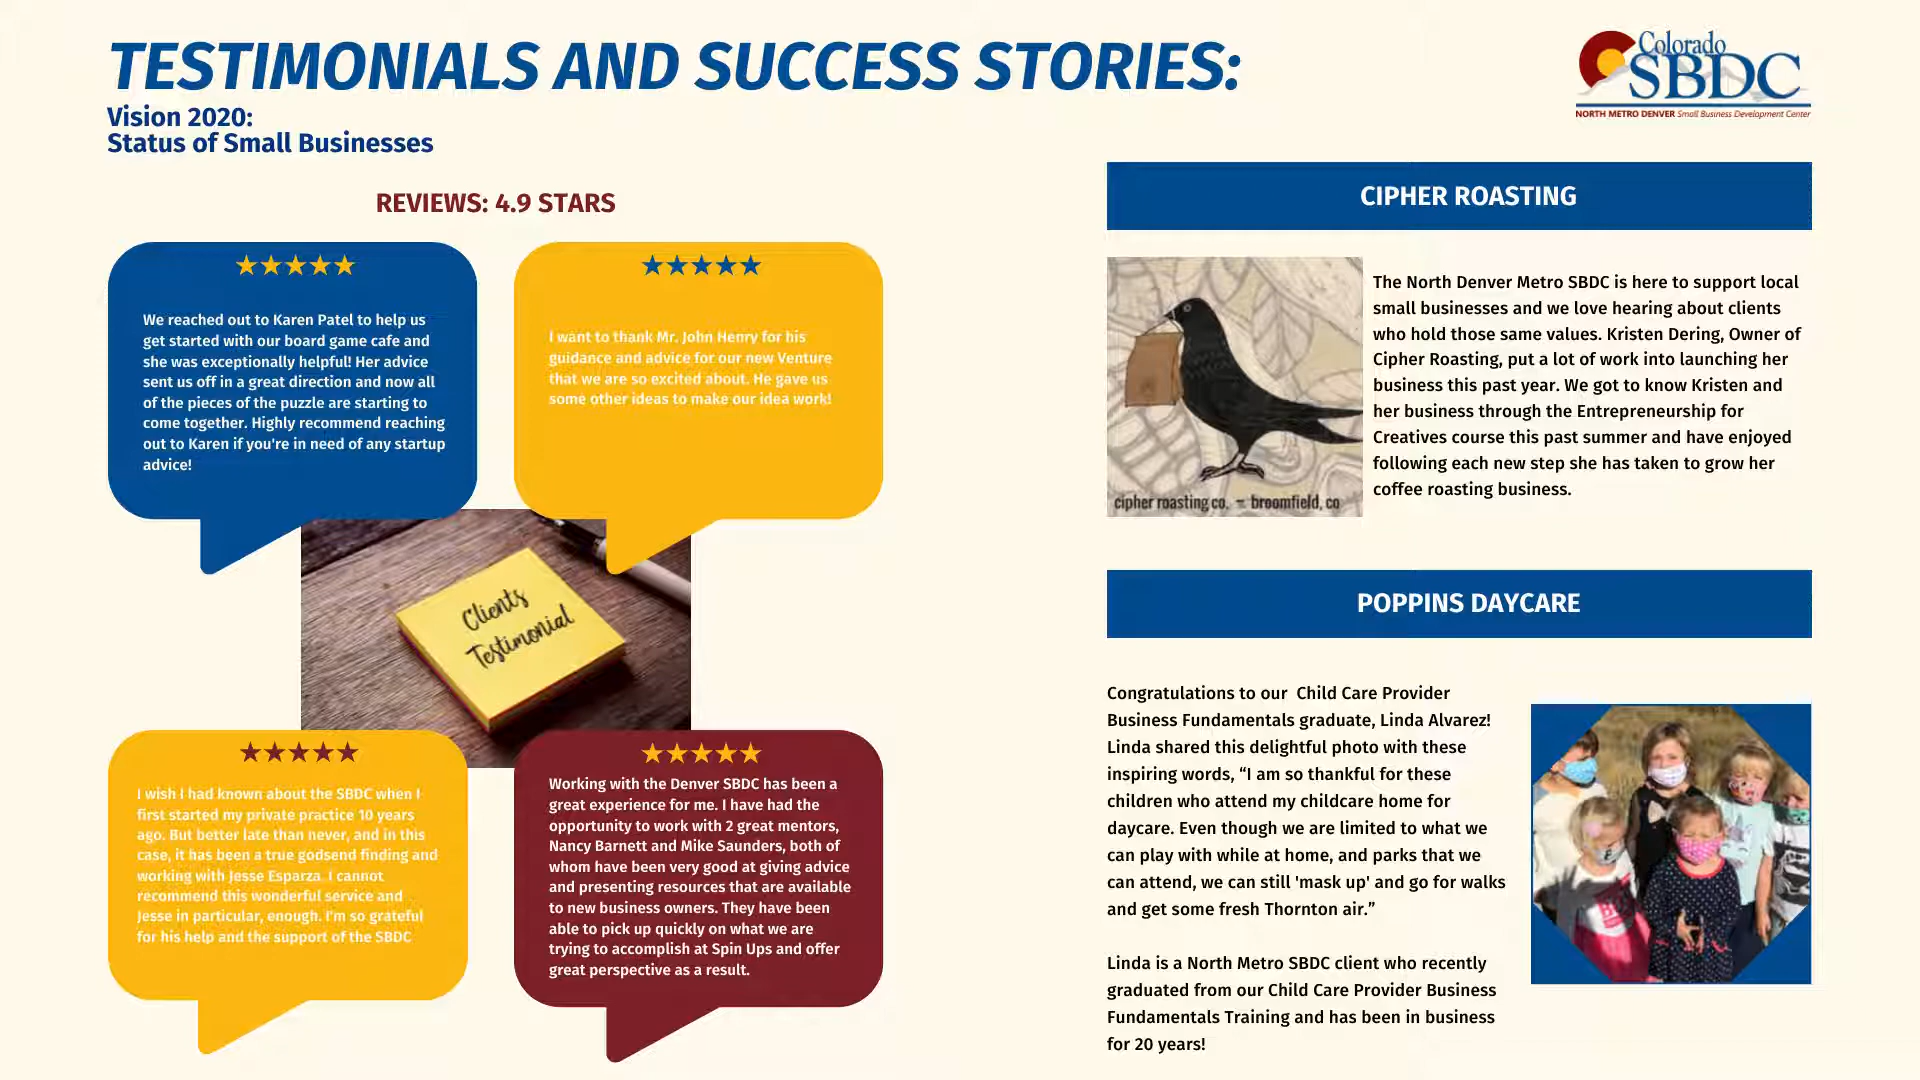 TESTIMONIALS AND SUCCESS STORIES:
Vision 2020:
Status of Small Businesses
Colorado
SBDC
NORTH METRO DENVER Small Business Development Center
REVIEWS: 4.9 STARS
We reached out to Karen Patel to help us
get started with our board game cafe and
she was exceptionally helpful! Her advice
sent us off in a great direction and now all
of the pieces of the puzzle are starting to
come together. Highly recommend reaching
out to Karen if you're in need of any startup
advice!
I want to thank Mr. John Henry for his
guidance and advice for our new Venture
that we are so excited about. He gave us
some other ideas to make our idea work!
Clients
Testimonial
I wish I had known about the SBDC when I
first started my private practice 10 years
ago. But better late than never, and in this
case, it has been a true godsend finding and
working with Jesse Esparza. I cannot
recommend this wonderful service and
Jesse in particular, enough. I'm so grateful
for his help and the support of the SBDC
Working with the Denver SBDC has been a
great experience for me. I have had the
opportunity to work with 2 great mentors,
Nancy Barnett and Mike Saunders, both of
whom have been very good at giving advice
and presenting resources that are available
to new business owners. They have been
able to pick up quickly on what we are
trying to accomplish at Spin Ups and offer
great perspective as a result.
CIPHER ROASTING
cipher roasting co. ~ broomfield, co
The North Denver Metro SBDC is here to support local
small businesses and we love hearing about clients
who hold those same values. Kristen Dering, Owner of
Cipher Roasting, put a lot of work into launching her
business this past year. We got to know Kristen and
her business through the Entrepreneurship for
Creatives course this past summer and have enjoyed
following each new step she has taken to grow her
coffee roasting business.
POPPINS DAYCARE
Congratulations to our  Child Care Provider
Business Fundamentals graduate, Linda Alvarez!
Linda shared this delightful photo with these
inspiring words, “I am so thankful for these
children who attend my childcare home for
daycare. Even though we are limited to what we
can play with while at home, and parks that we
can attend, we can still 'mask up' and go for walks
and get some fresh Thornton air.”
Linda is a North Metro SBDC client who recently
graduated from our Child Care Provider Business
Fundamentals Training and has been in business
for 20 years!